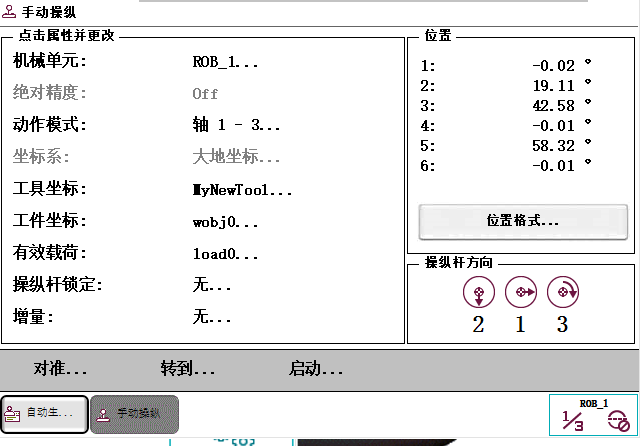 手动操纵
点击属性并更改
机械单元: ROB_1...
绝对精度: Off
动作模式: 轴 1 - 3...
坐标系: 大地坐标...
工具坐标: MyNewTool...
工件坐标: wobj0...
有效载荷: load0...
操纵杆锁定: 无...
增量: 无...
位置
1: -0.02 °
2: 19.11 °
3: 42.58 °
4: -0.01 °
5: 58.32 °
6: -0.01 °
位置格式...
操纵杆方向
2 1 3
对准... 转到... 启动...
自动生... 手动操纵
ROB_1
1/3